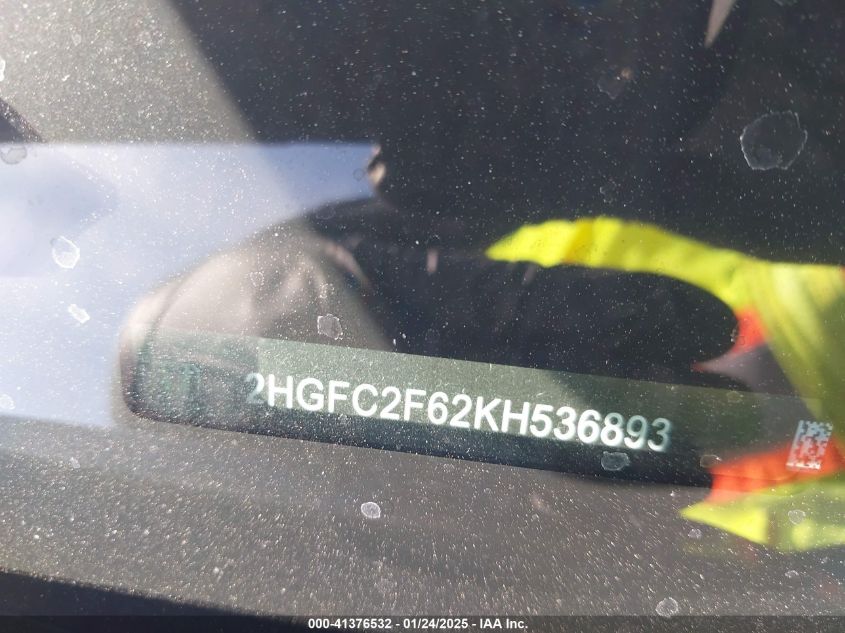 2HGFC2F62KH536893
000-41376532 - 01/24/2025 - IAA Inc.